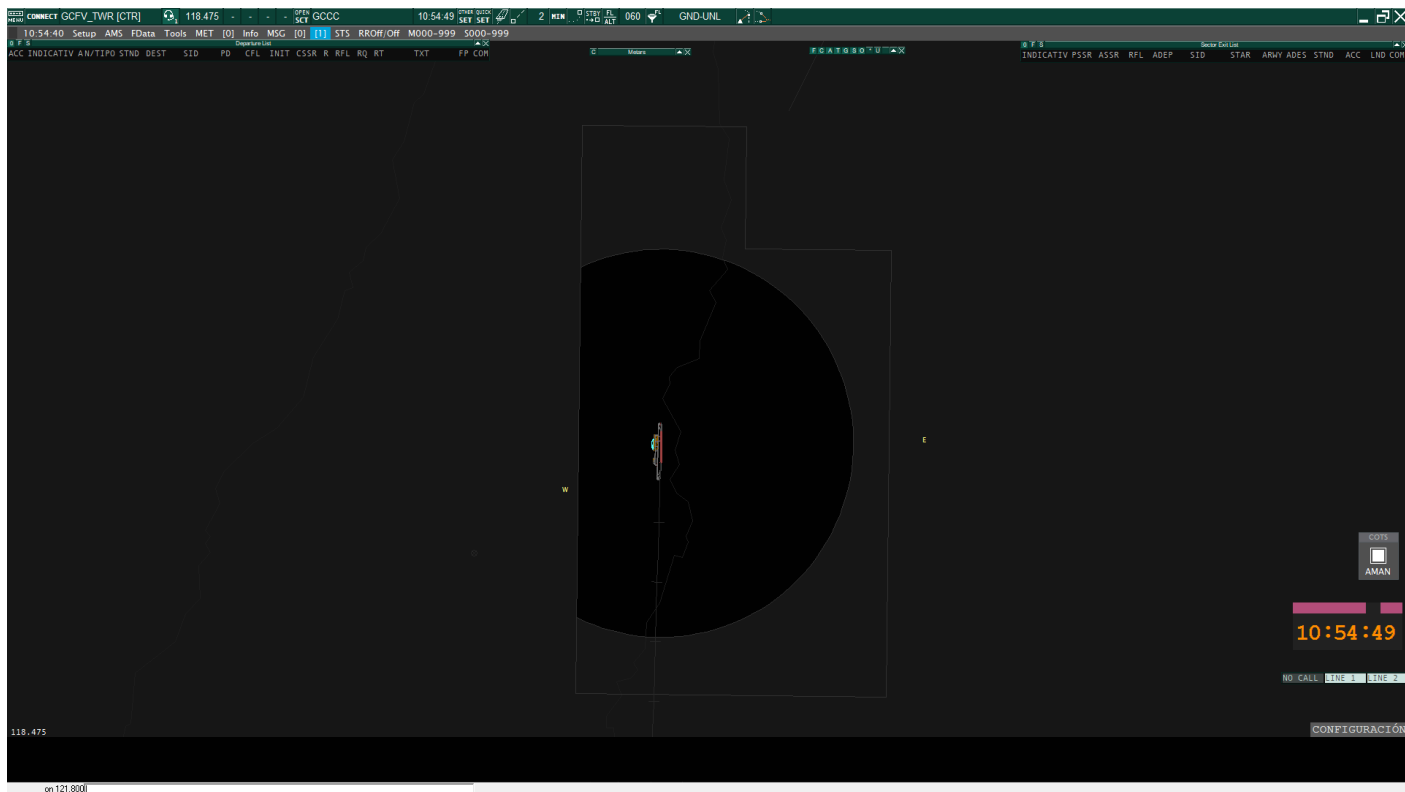 MENU CONNECT GCFV_TWR [CTR] 118.475 - - - - OPEN SCT GCCC 10:54:49 OTHER SET QUICK SET 2 MIN STBY FL ALT 060 FL GND-UNL
10:54:40 Setup AMS FData Tools MET [0] Info MSG [0] [1] STS RROff/Off M000-999 S000-999
0 F S Departure List
ACC INDICATIV AN/TIPO STND DEST SID PD CFL INIT CSSR R RFL RQ RT TXT FP COM
C Metars
F C A T G S O - U
0 F S Sector Exit List
INDICATIV PSSR ASSR RFL ADEP SID STAR ARWY ADES STND ACC LND COM
E
W
COTS
AMAN
10:54:49
NO CALL LINE 1 LINE 2
118.475
CONFIGURACIÓN
on 121.800